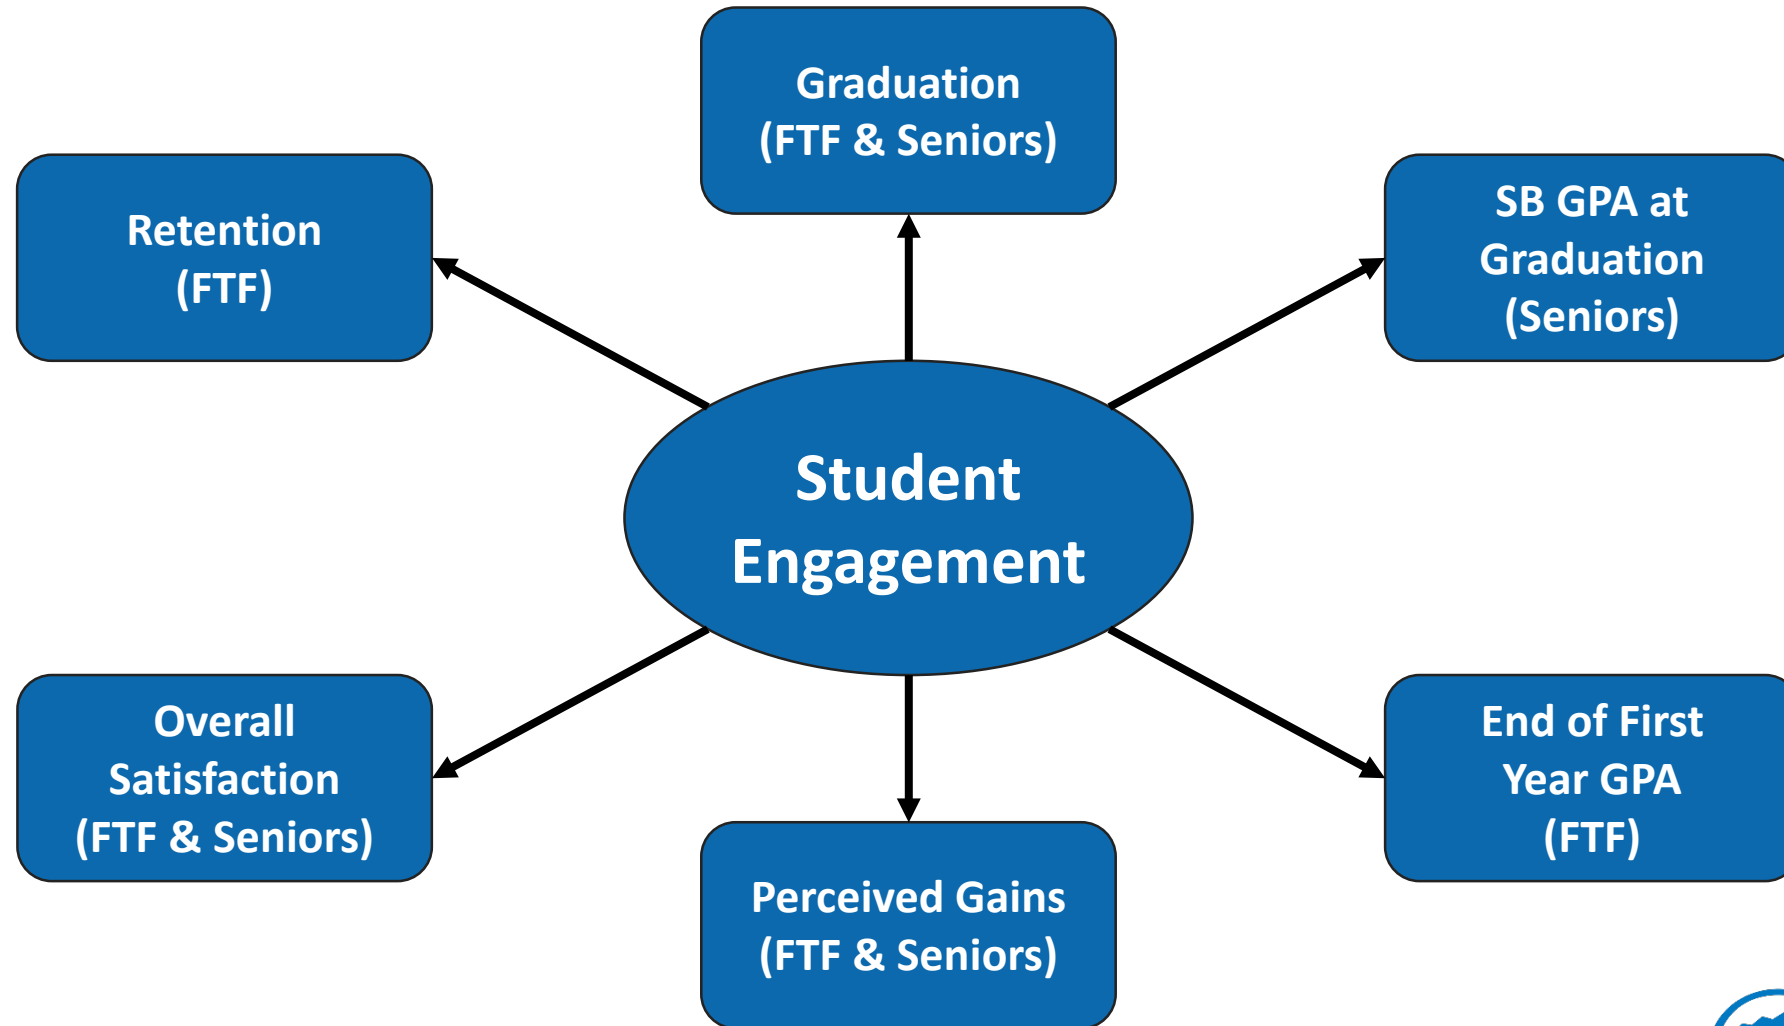 Graduation
(FTF & Seniors)
Retention
(FTF)
SB GPA at
Graduation
(Seniors)
Student
Engagement
Overall
Satisfaction
(FTF & Seniors)
End of First
Year GPA
(FTF)
Perceived Gains
(FTF & Seniors)